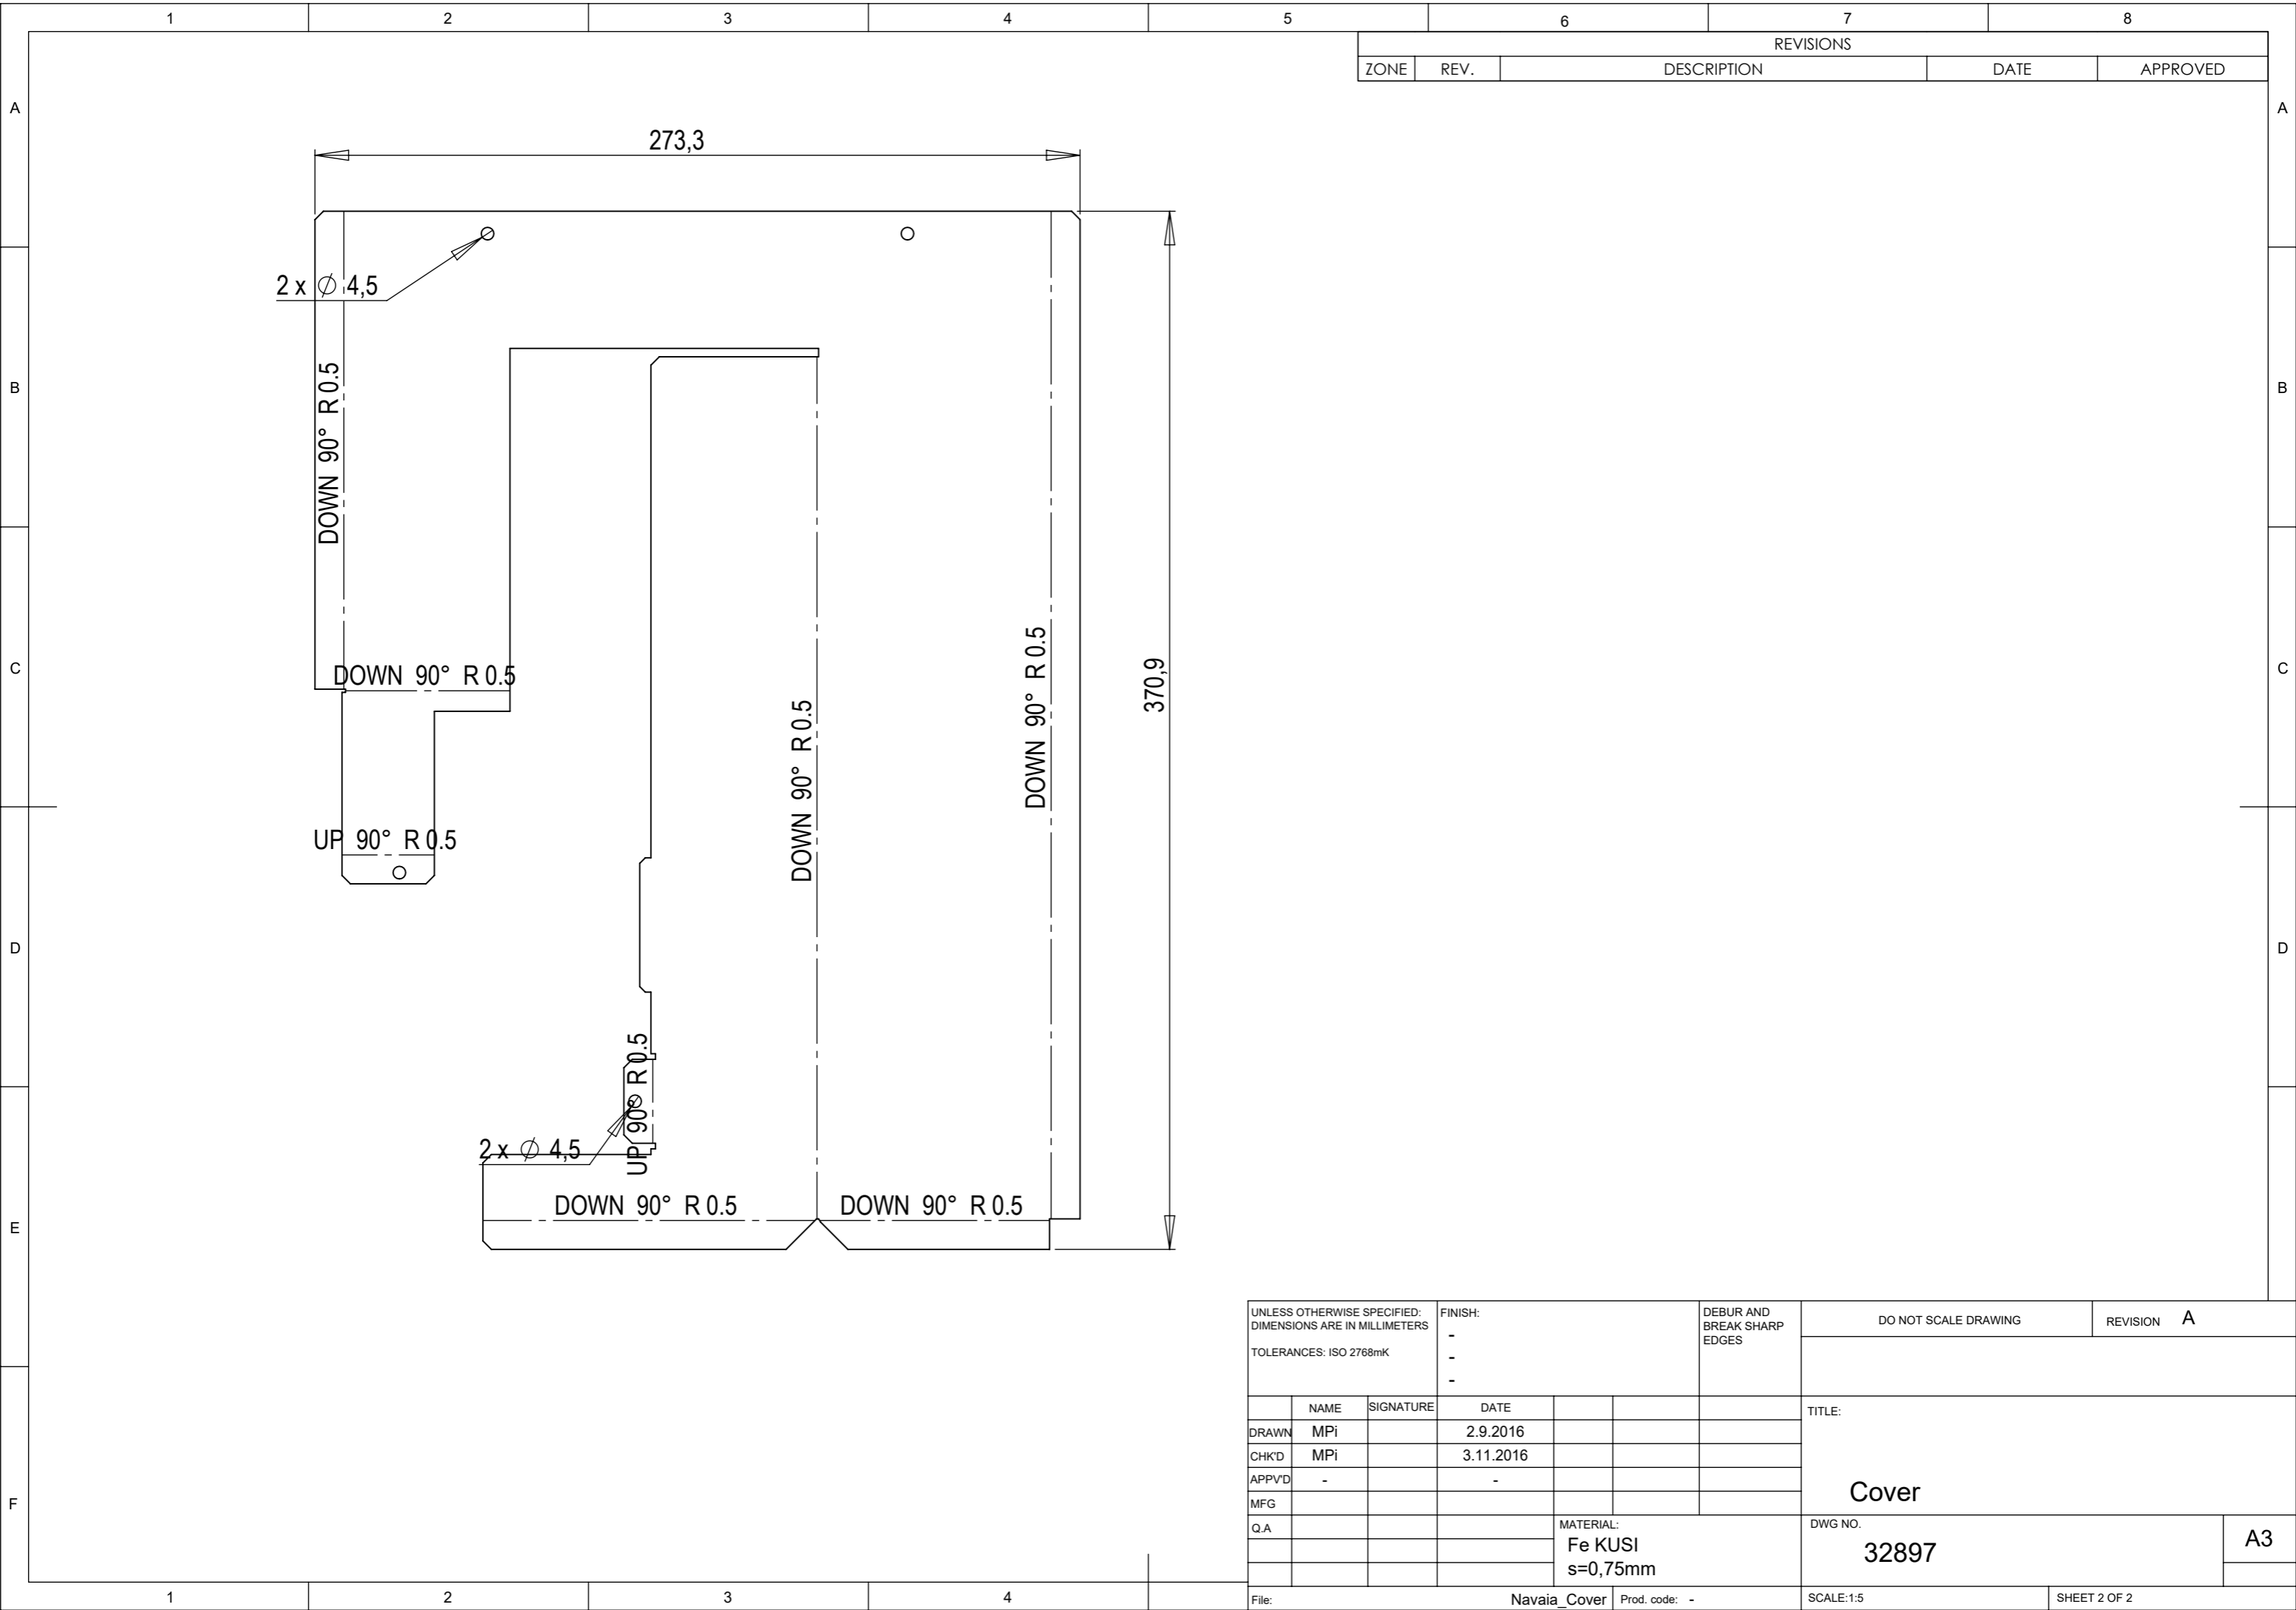 1 2 3 4 5 6 7 8
REVISIONS
ZONE REV. DESCRIPTION DATE APPROVED
A A
273,3
2 x ∅ 4,5
B B
DOWN 90° R 0.5
C C
DOWN 90° R 0.5
DOWN 90° R 0.5
370,9
DOWN 90° R 0.5
UP 90° R 0.5
D D
UP 90° R 0.5
2 x ∅ 4,5
DOWN 90° R 0.5 DOWN 90° R 0.5
E E
UNLESS OTHERWISE SPECIFIED:
DIMENSIONS ARE IN MILLIMETERS
TOLERANCES: ISO 2768mK
FINISH:
-
-
-
DEBUR AND
BREAK SHARP
EDGES
DO NOT SCALE DRAWING
REVISION A
NAME SIGNATURE DATE
DRAWN MPi 2.9.2016
CHK'D MPi 3.11.2016
APPV'D - -
MFG
Q.A
TITLE:
Cover
F
MATERIAL:
Fe KUSI
s=0,75mm
DWG NO.
32897
A3
File: Navaia_Cover Prod. code: - SCALE:1:5 SHEET 2 OF 2
1 2 3 4